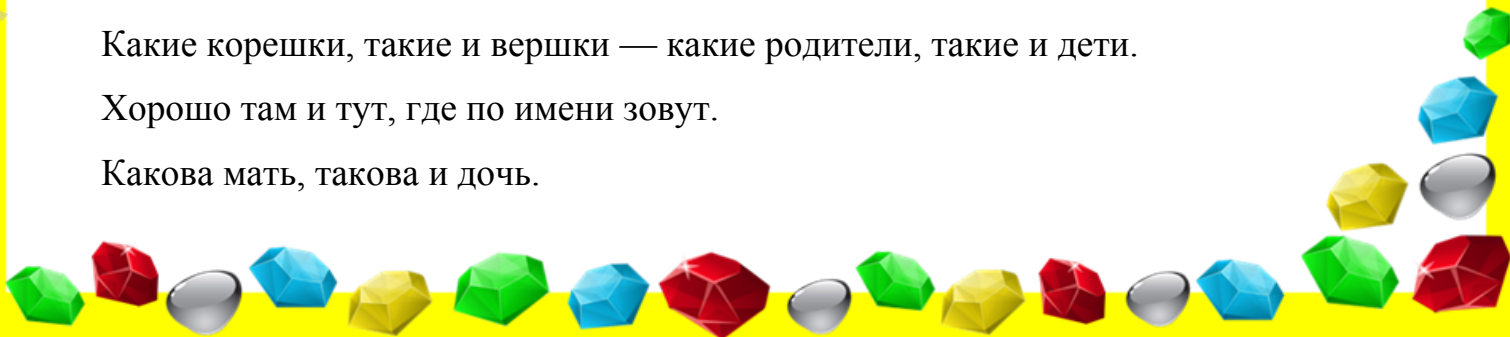 Какие корешки, такие и вершки — какие родители, такие и дети.
Хорошо там и тут, где по имени зовут.
Какова мать, такова и дочь.